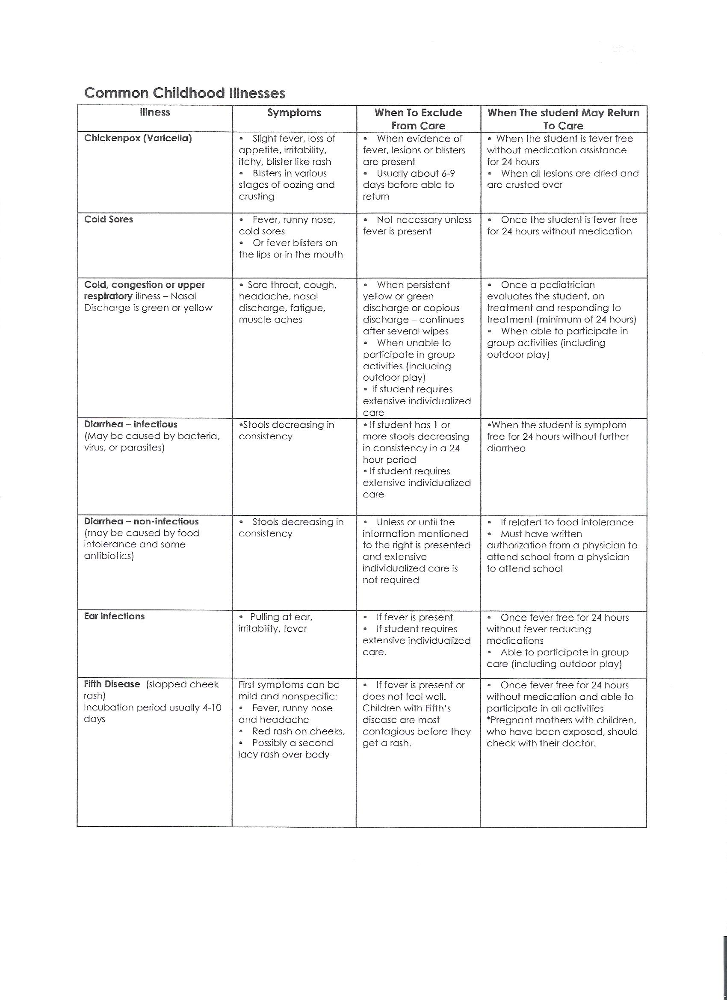 Common Childhood Illnesses
Illness
Symptoms
When To Exclude
From Care
When The student May Return
To Care
Chickenpox (Varicella)
• Slight fever, loss of
appetite, irritability,
itchy, blister like rash
• Blisters in various
stages of oozing and
crusting
• When evidence of
fever, lesions or blisters
are present
• Usually about 6-9
days before able to
return
• When the student is fever free
without medication assistance
for 24 hours
• When all lesions are dried and
are crusted over
Cold Sores
• Fever, runny nose,
cold sores
• Or fever blisters on
the lips or in the mouth
• Not necessary unless
fever is present
• Once the student is fever free
for 24 hours without medication
Cold, congestion or upper
respiratory illness – Nasal
Discharge is green or yellow
• Sore throat, cough,
headache, nasal
discharge, fatigue,
muscle aches
• When persistent
yellow or green
discharge or copious
discharge – continues
after several wipes
• When unable to
participate in group
activities (including
outdoor play)
• If student requires
extensive individualized
care
• Once a pediatrician
evaluates the student, on
treatment and responding to
treatment (minimum of 24 hours)
• When able to participate in
group activities (including
outdoor play)
Diarrhea – infectious
(May be caused by bacteria,
virus, or parasites)
•Stools decreasing in
consistency
• If student has 1 or
more stools decreasing
in consistency in a 24
hour period
• If student requires
extensive individualized
care
•When the student is symptom
free for 24 hours without further
diarrhea
Diarrhea – non-infectious
(may be caused by food
intolerance and some
antibiotics)
• Stools decreasing in
consistency
• Unless or until the
information mentioned
to the right is presented
and extensive
individualized care is
not required
• If related to food intolerance
• Must have written
authorization from a physician to
attend school from a physician
to attend school
Ear infections
• Pulling at ear,
irritability, fever
• If fever is present
• If student requires
extensive individualized
care.
• Once fever free for 24 hours
without fever reducing
medications
• Able to participate in group
care (including outdoor play)
Fifth Disease (slapped cheek
rash)
Incubation period usually 4-10
days
First symptoms can be
mild and nonspecific:
• Fever, runny nose
and headache
• Red rash on cheeks,
• Possibly a second
lacy rash over body
• If fever is present or
does not feel well.
Children with Fifth's
disease are most
contagious before they
get a rash.
• Once fever free for 24 hours
without medication and able to
participate in all activities
*Pregnant mothers with children,
who have been exposed, should
check with their doctor.